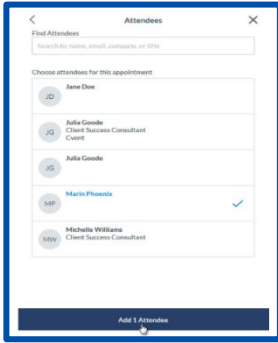 Attendees
Find Attendees
Search by name, email, company, or title
Choose attendees for this appointment
JD
Jane Doe
JG
Julia Goode
Client Success Consultant
Cvent
JG
Julia Goode
MP
Marin Phoenix
MW
Michelle Williams
Client Success Consultant
Add 1 Attendee